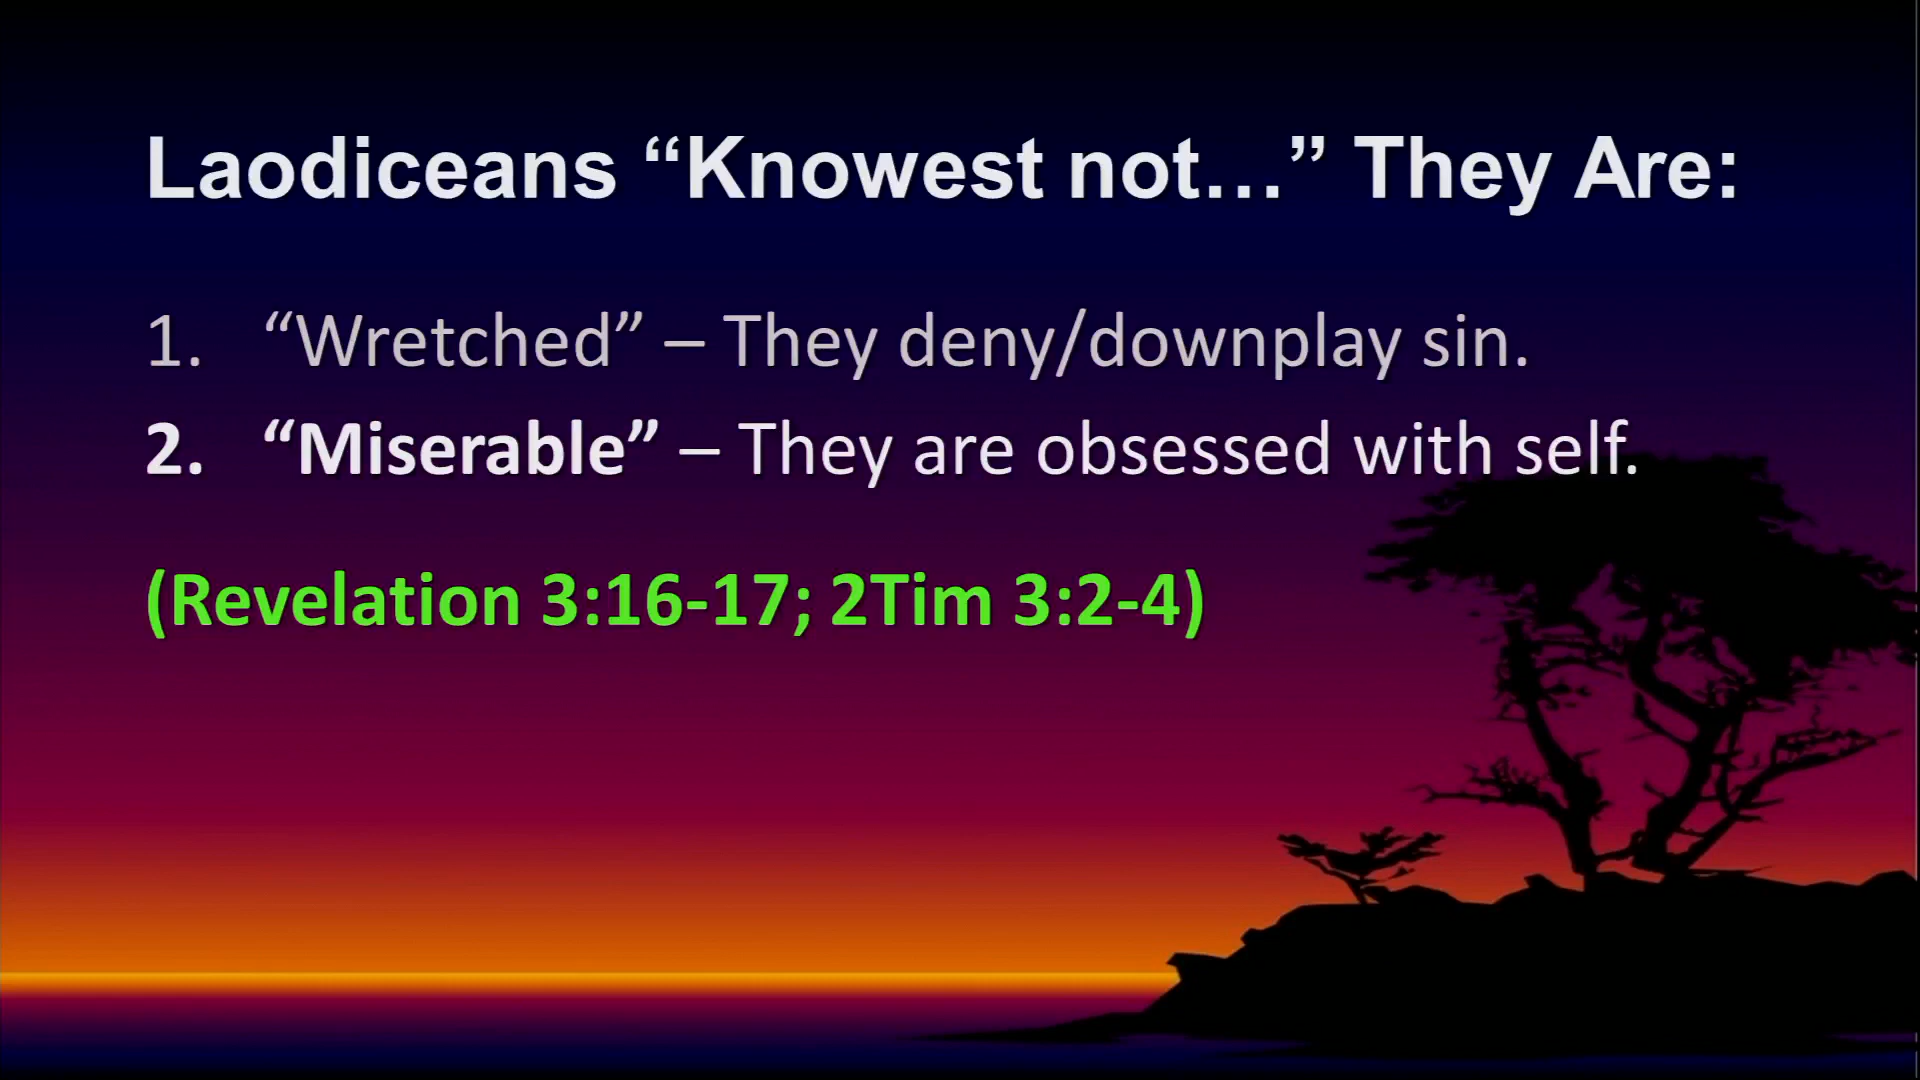 Laodiceans “Knowest not…” They Are:
1. “Wretched” – They deny/downplay sin.
2. “Miserable” – They are obsessed with self.
(Revelation 3:16-17; 2Tim 3:2-4)